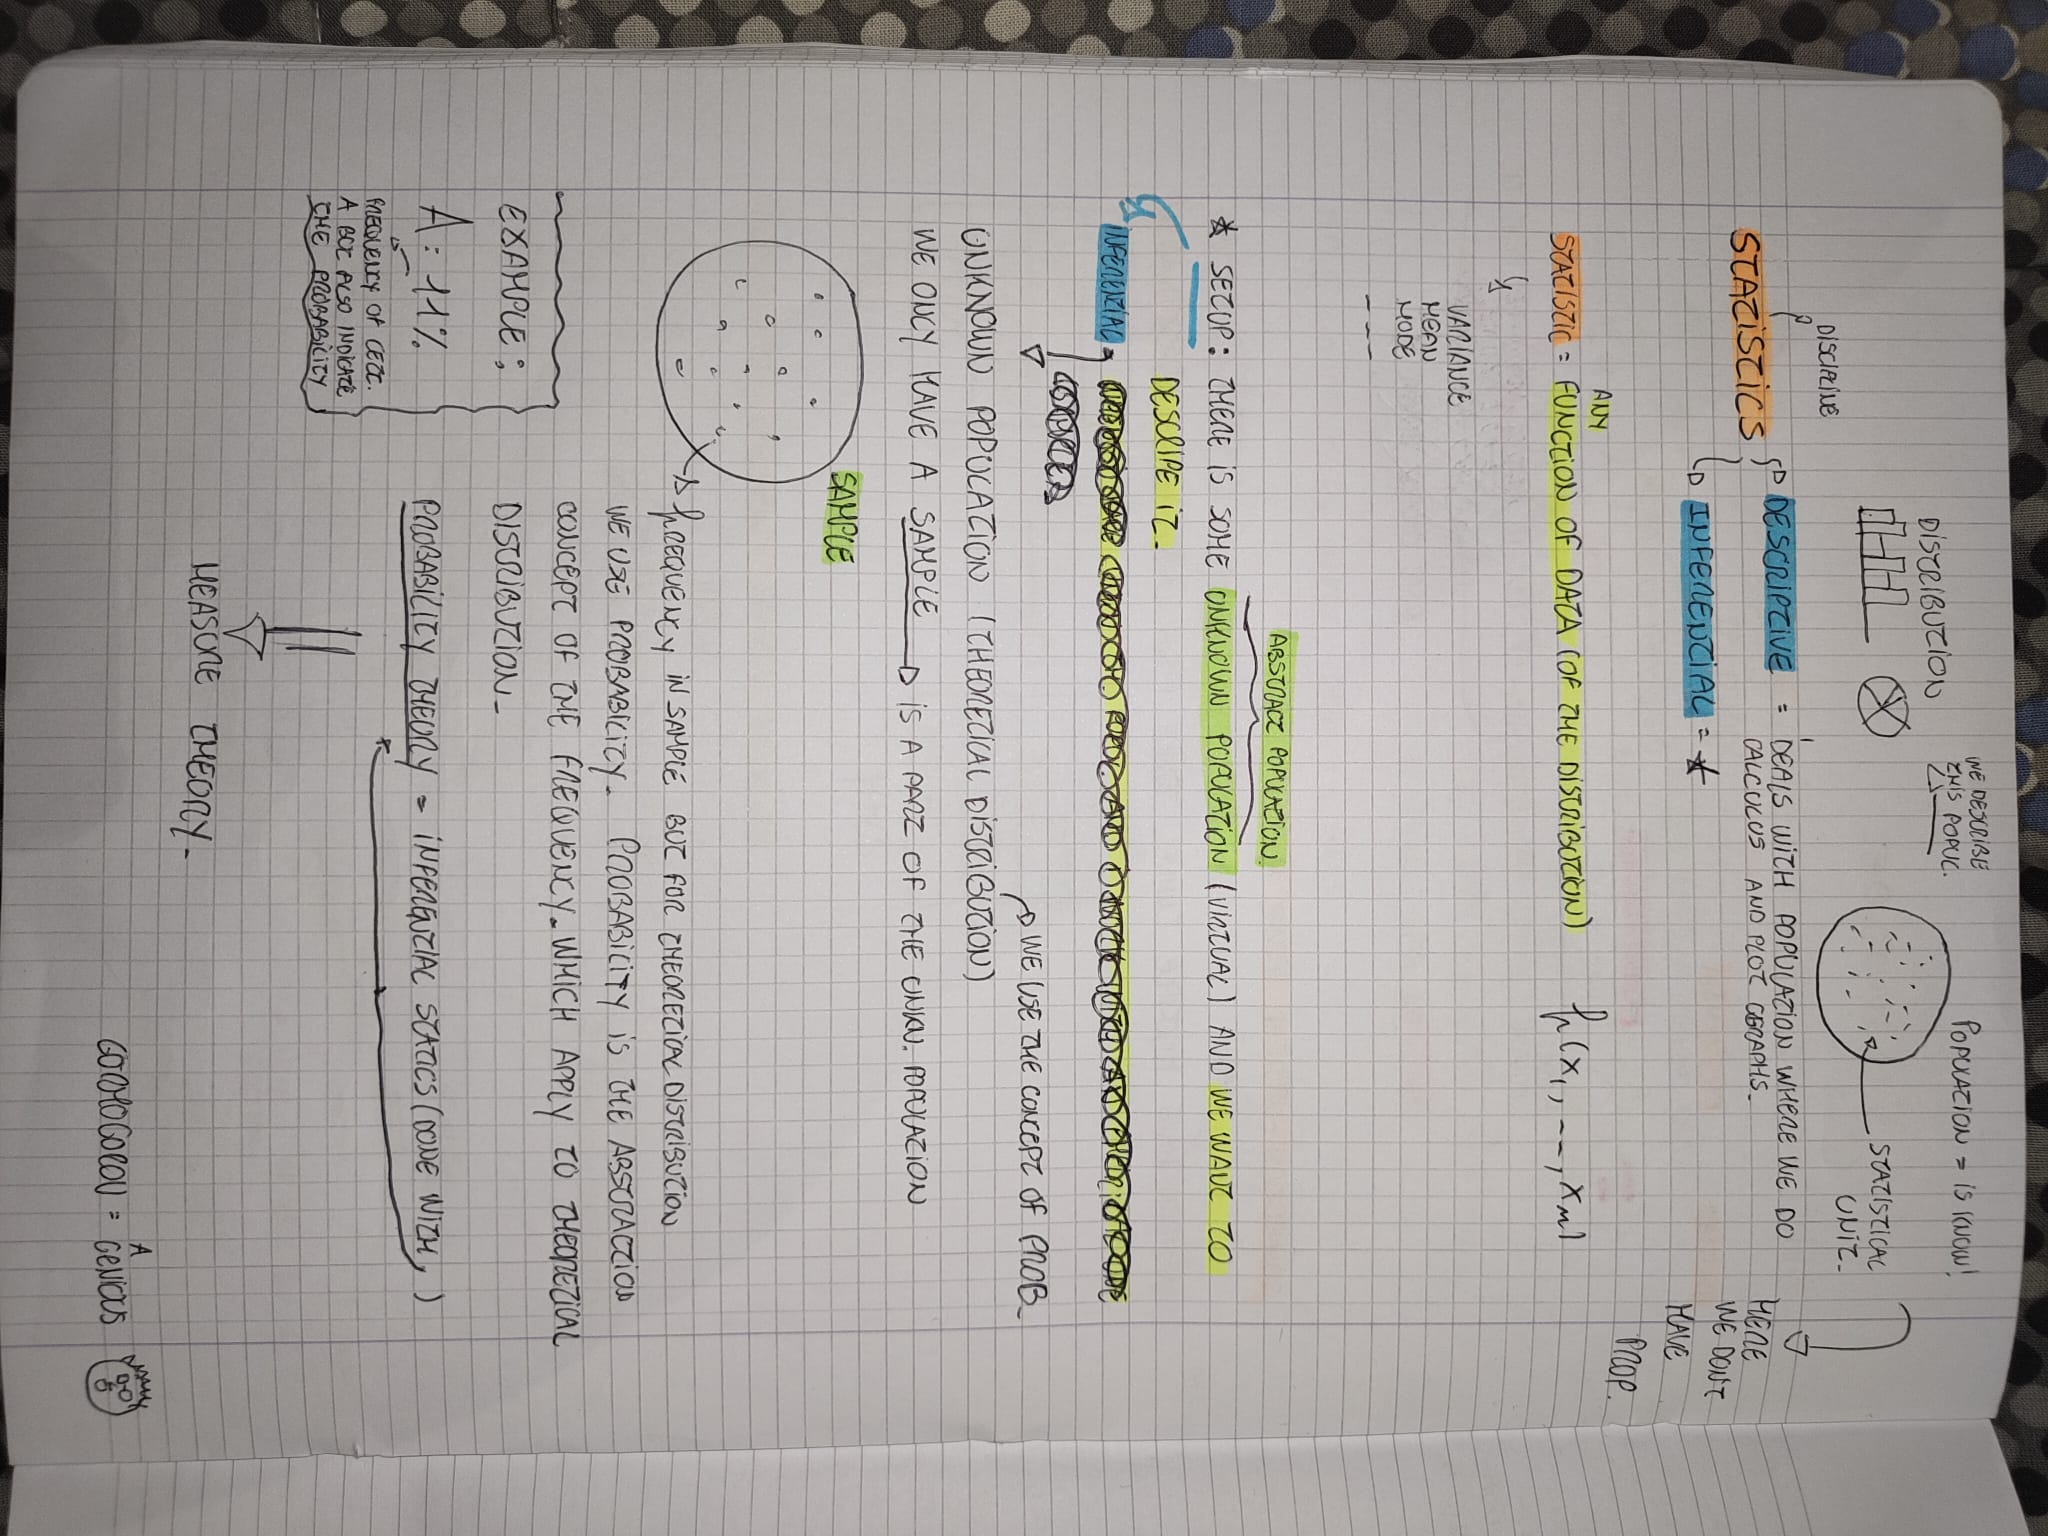 WE DESCRIBE
THIS POPUL.
POPULATION = IS KNOW!
DISTRIBUTION
STATISTICAL
UNIT.
DISCIPLINE
STATISTICS
DESCRIPTIVE = DEALS WITH POPULATION WHERE WE DO
CALCULUS AND PLOT GRAPHS.
INFERENTIAL = *
HERE
WE DON'T
HAVE
PROP.
ANY
STATISTIC = FUNCTION OF DATA (OF THE DISTRIBUTION) f(x1, --, xn)
VARIANCE
MEAN
MODE
---
ABSTRACT POPULATION.
* SETUP: THERE IS SOME UNKNOWN POPULATION (VIRTUAL) AND WE WANT TO
DESCRIPE IT.
INFERENTIAL
WE USE THE CONCEPT OF PROB.
UNKNOWN POPULATION (THEORETICAL DISTRIBUTION)
WE ONLY HAVE A SAMPLE IS A PART OF THE UNKN. POPULATION
SAMPLE
FREQUENCY IN SAMPLE BUT FOR THEORETICAL DISTRIBUTION
WE USE PROBABILITY. PROBABILITY IS THE ABSTRACTION
CONCEPT OF THE FREQUENCY. WHICH APPLY TO THEORETICAL
DISTRIBUTION.
EXAMPLE:
A: 11%
FREQUENCY OF LETT.
A BUT ALSO INDICATE
THE PROBABILITY
PROBABILITY THEORY = INFERENTIAL STATICS (DONE WITH )
MEASURE THEORY.
A
= GENIOUS